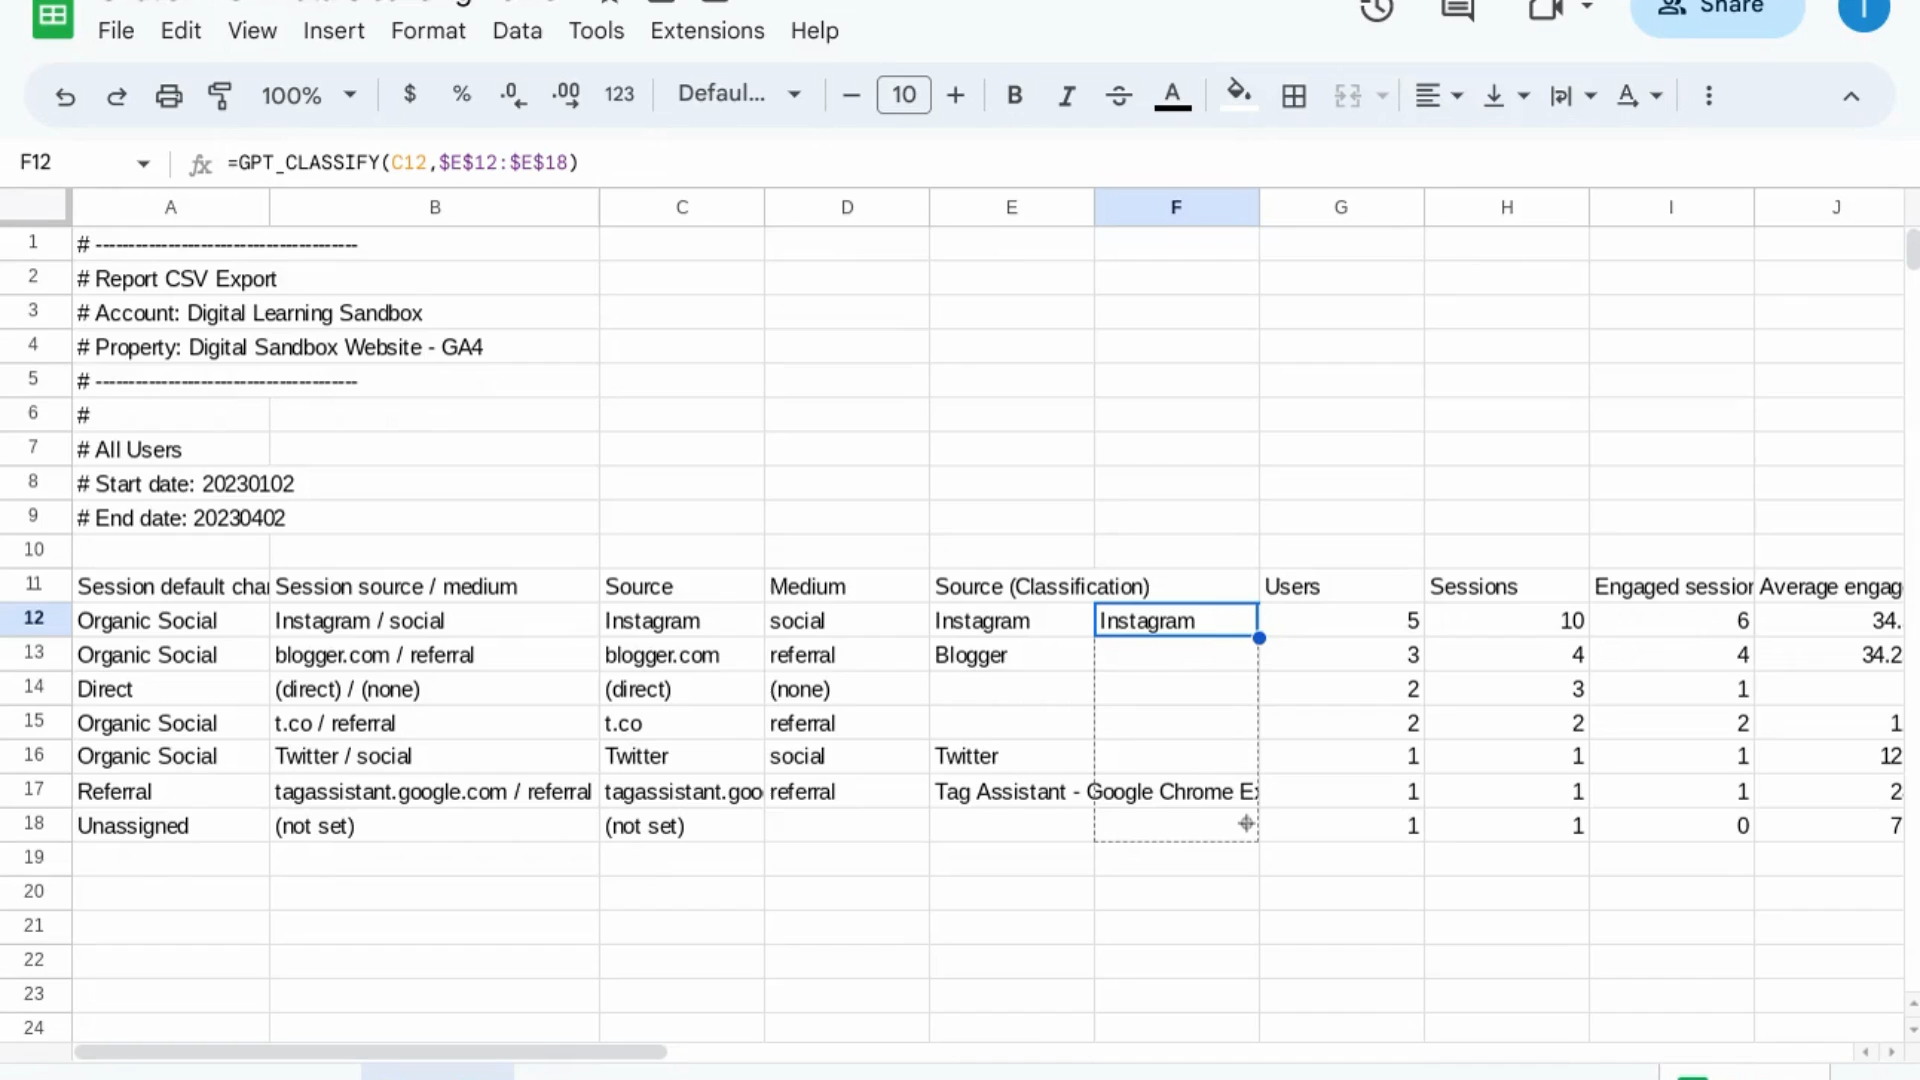 Share
File Edit View Insert Format Data Tools Extensions Help
100% $ % .0 .00 123 Defaul... 10 B I A
F12 fx =GPT_CLASSIFY(C12,$E$12:$E$18)
A B C D E F G H I J
1 # ----------------------------------------
2 # Report CSV Export
3 # Account: Digital Learning Sandbox
4 # Property: Digital Sandbox Website - GA4
5 # ----------------------------------------
6 #
7 # All Users
8 # Start date: 20230102
9 # End date: 20230402
10
11 Session default char Session source / medium Source Medium Source (Classification) Users Sessions Engaged session Average engag
12 Organic Social Instagram / social Instagram social Instagram Instagram 5 10 6 34.
13 Organic Social blogger.com / referral blogger.com referral Blogger 3 4 4 34.2
14 Direct (direct) / (none) (direct) (none) 2 3 1
15 Organic Social t.co / referral t.co referral 2 2 2 1
16 Organic Social Twitter / social Twitter social Twitter 1 1 1 12
17 Referral tagassistant.google.com / referral tagassistant.goo referral Tag Assistant - Google Chrome Ex 1 1 1 2
18 Unassigned (not set) (not set) 1 1 0 7
19
20
21
22
23
24